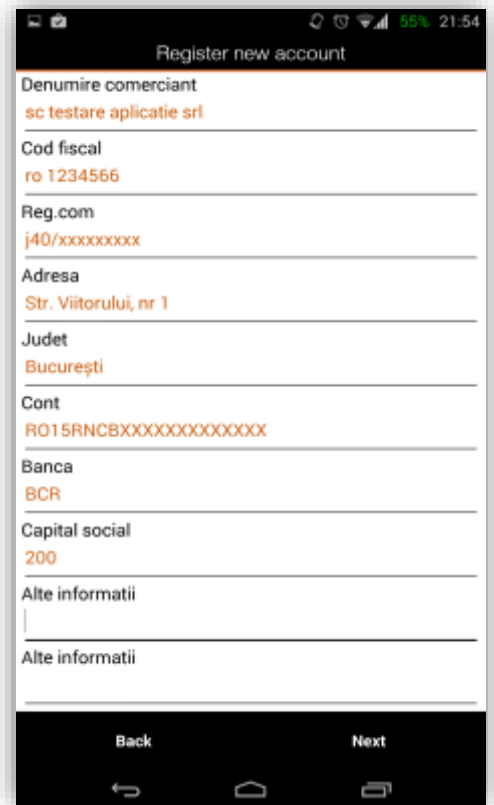 55% 21:54
Register new account
Denumire comerciant
sc testare aplicatie srl
Cod fiscal
ro 1234566
Reg.com
j40/xxxxxxxxx
Adresa
Str. Viitorului, nr 1
Judet
București
Cont
RO15RNCBXXXXXXXXXXXXX
Banca
BCR
Capital social
200
Alte informatii
Alte informatii
Back Next